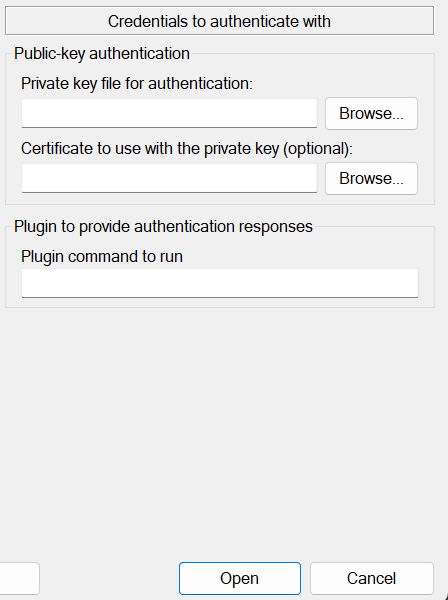 Credentials to authenticate with
Public-key authentication
Private key file for authentication:
Browse...
Certificate to use with the private key (optional):
Browse...
Plugin to provide authentication responses
Plugin command to run
Open
Cancel